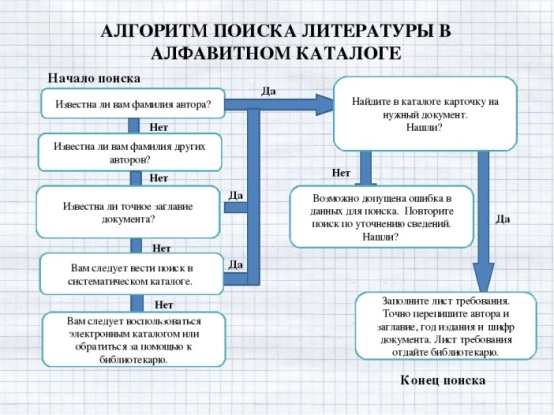 АЛГОРИТМ ПОИСКА ЛИТЕРАТУРЫ В
АЛФАВИТНОМ КАТАЛОГЕ
Начало поиска
Известна ли вам фамилия автора?
Да
Нет
Известна ли вам фамилия других
авторов?
Нет
Известна ли точное заглавие
документа?
Да
Нет
Вам следует вести поиск в
систематическом каталоге.
Да
Нет
Вам следует воспользоваться
электронным каталогом или
обратиться за помощью к
библиотекарю.
Найдите в каталоге карточку на
нужный документ.
Нашли?
Нет
Возможно допущена ошибка в
данных для поиска. Повторите
поиск по уточнению сведений.
Нашли?
Да
Заполните лист требования.
Точно перепишите автора и
заглавие, год издания и шифр
документа. Лист требования
отдайте библиотекарю.
Конец поиска